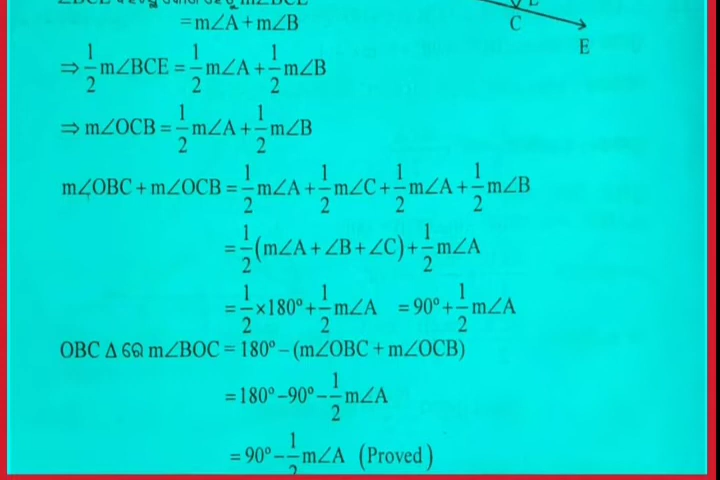 C
E
= m∠A + m∠B
⇒ 1/2 m∠BCE = 1/2 m∠A + 1/2 m∠B
⇒ m∠OCB = 1/2 m∠A + 1/2 m∠B
m∠OBC + m∠OCB = 1/2 m∠A + 1/2 m∠C + 1/2 m∠A + 1/2 m∠B
= 1/2 (m∠A + ∠B + ∠C) + 1/2 m∠A
= 1/2 × 180° + 1/2 m∠A = 90° + 1/2 m∠A
OBC Δ ରେ m∠BOC = 180° – (m∠OBC + m∠OCB)
= 180° – 90° – 1/2 m∠A
= 90° – 1/2 m∠A (Proved)